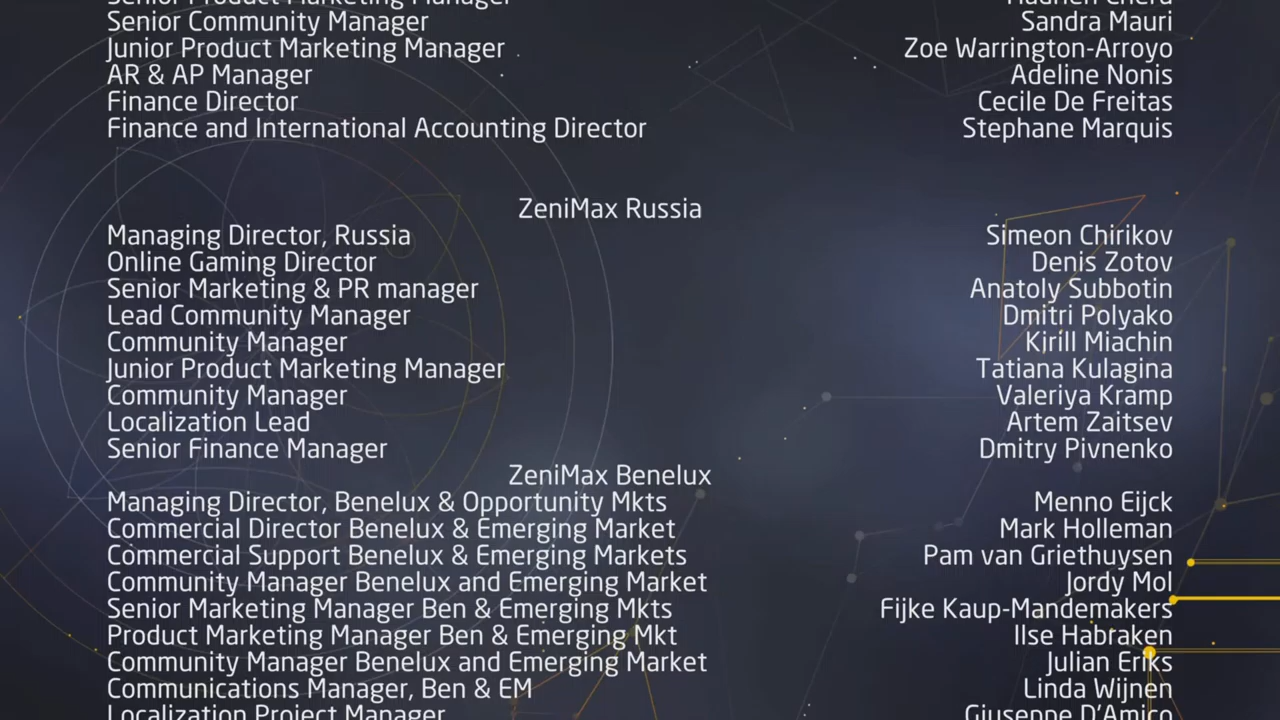 Senior Product Marketing Manager
Senior Community Manager Sandra Mauri
Junior Product Marketing Manager Zoe Warrington-Arroyo
AR & AP Manager Adeline Nonis
Finance Director Cecile De Freitas
Finance and International Accounting Director Stephane Marquis
ZeniMax Russia
Managing Director, Russia Simeon Chirikov
Online Gaming Director Denis Zotov
Senior Marketing & PR manager Anatoly Subbotin
Lead Community Manager Dmitri Polyako
Community Manager Kirill Miachin
Junior Product Marketing Manager Tatiana Kulagina
Community Manager Valeriya Kramp
Localization Lead Artem Zaitsev
Senior Finance Manager Dmitry Pivnenko
ZeniMax Benelux
Managing Director, Benelux & Opportunity Mkts Menno Eijck
Commercial Director Benelux & Emerging Market Mark Holleman
Commercial Support Benelux & Emerging Markets Pam van Griethuysen
Community Manager Benelux and Emerging Market Jordy Mol
Senior Marketing Manager Ben & Emerging Mkts Fijke Kaup-Mandemakers
Product Marketing Manager Ben & Emerging Mkt Ilse Habraken
Community Manager Benelux and Emerging Market Julian Eriks
Communications Manager, Ben & EM Linda Wijnen
Localization Project Manager Giuseppe D'Amico